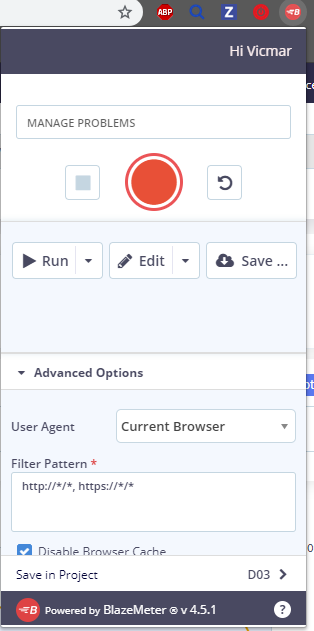 ABP
Z
B
Hi Vicmar
MANAGE PROBLEMS
Run
Edit
Save ...
Advanced Options
User Agent
Current Browser
Filter Pattern *
http://*/*, https://*/*
Disable Browser Cache
Save in Project
D03
B
Powered by BlazeMeter ® v 4.5.1
?